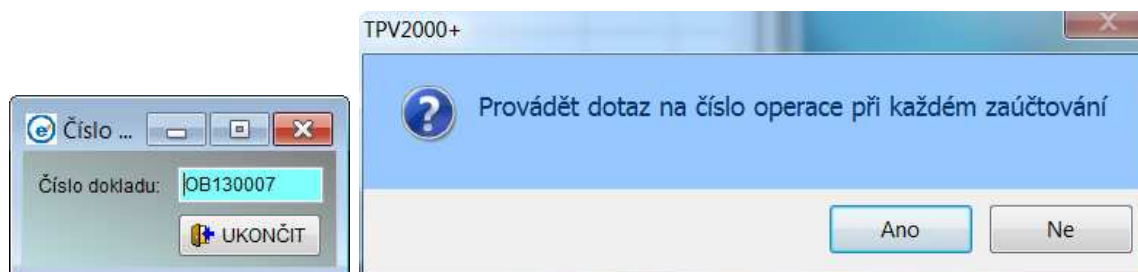 Číslo ...
Číslo dokladu: OB130007
UKONČIT
TPV2000+
Provádět dotaz na číslo operace při každém zaúčtování
Ano Ne